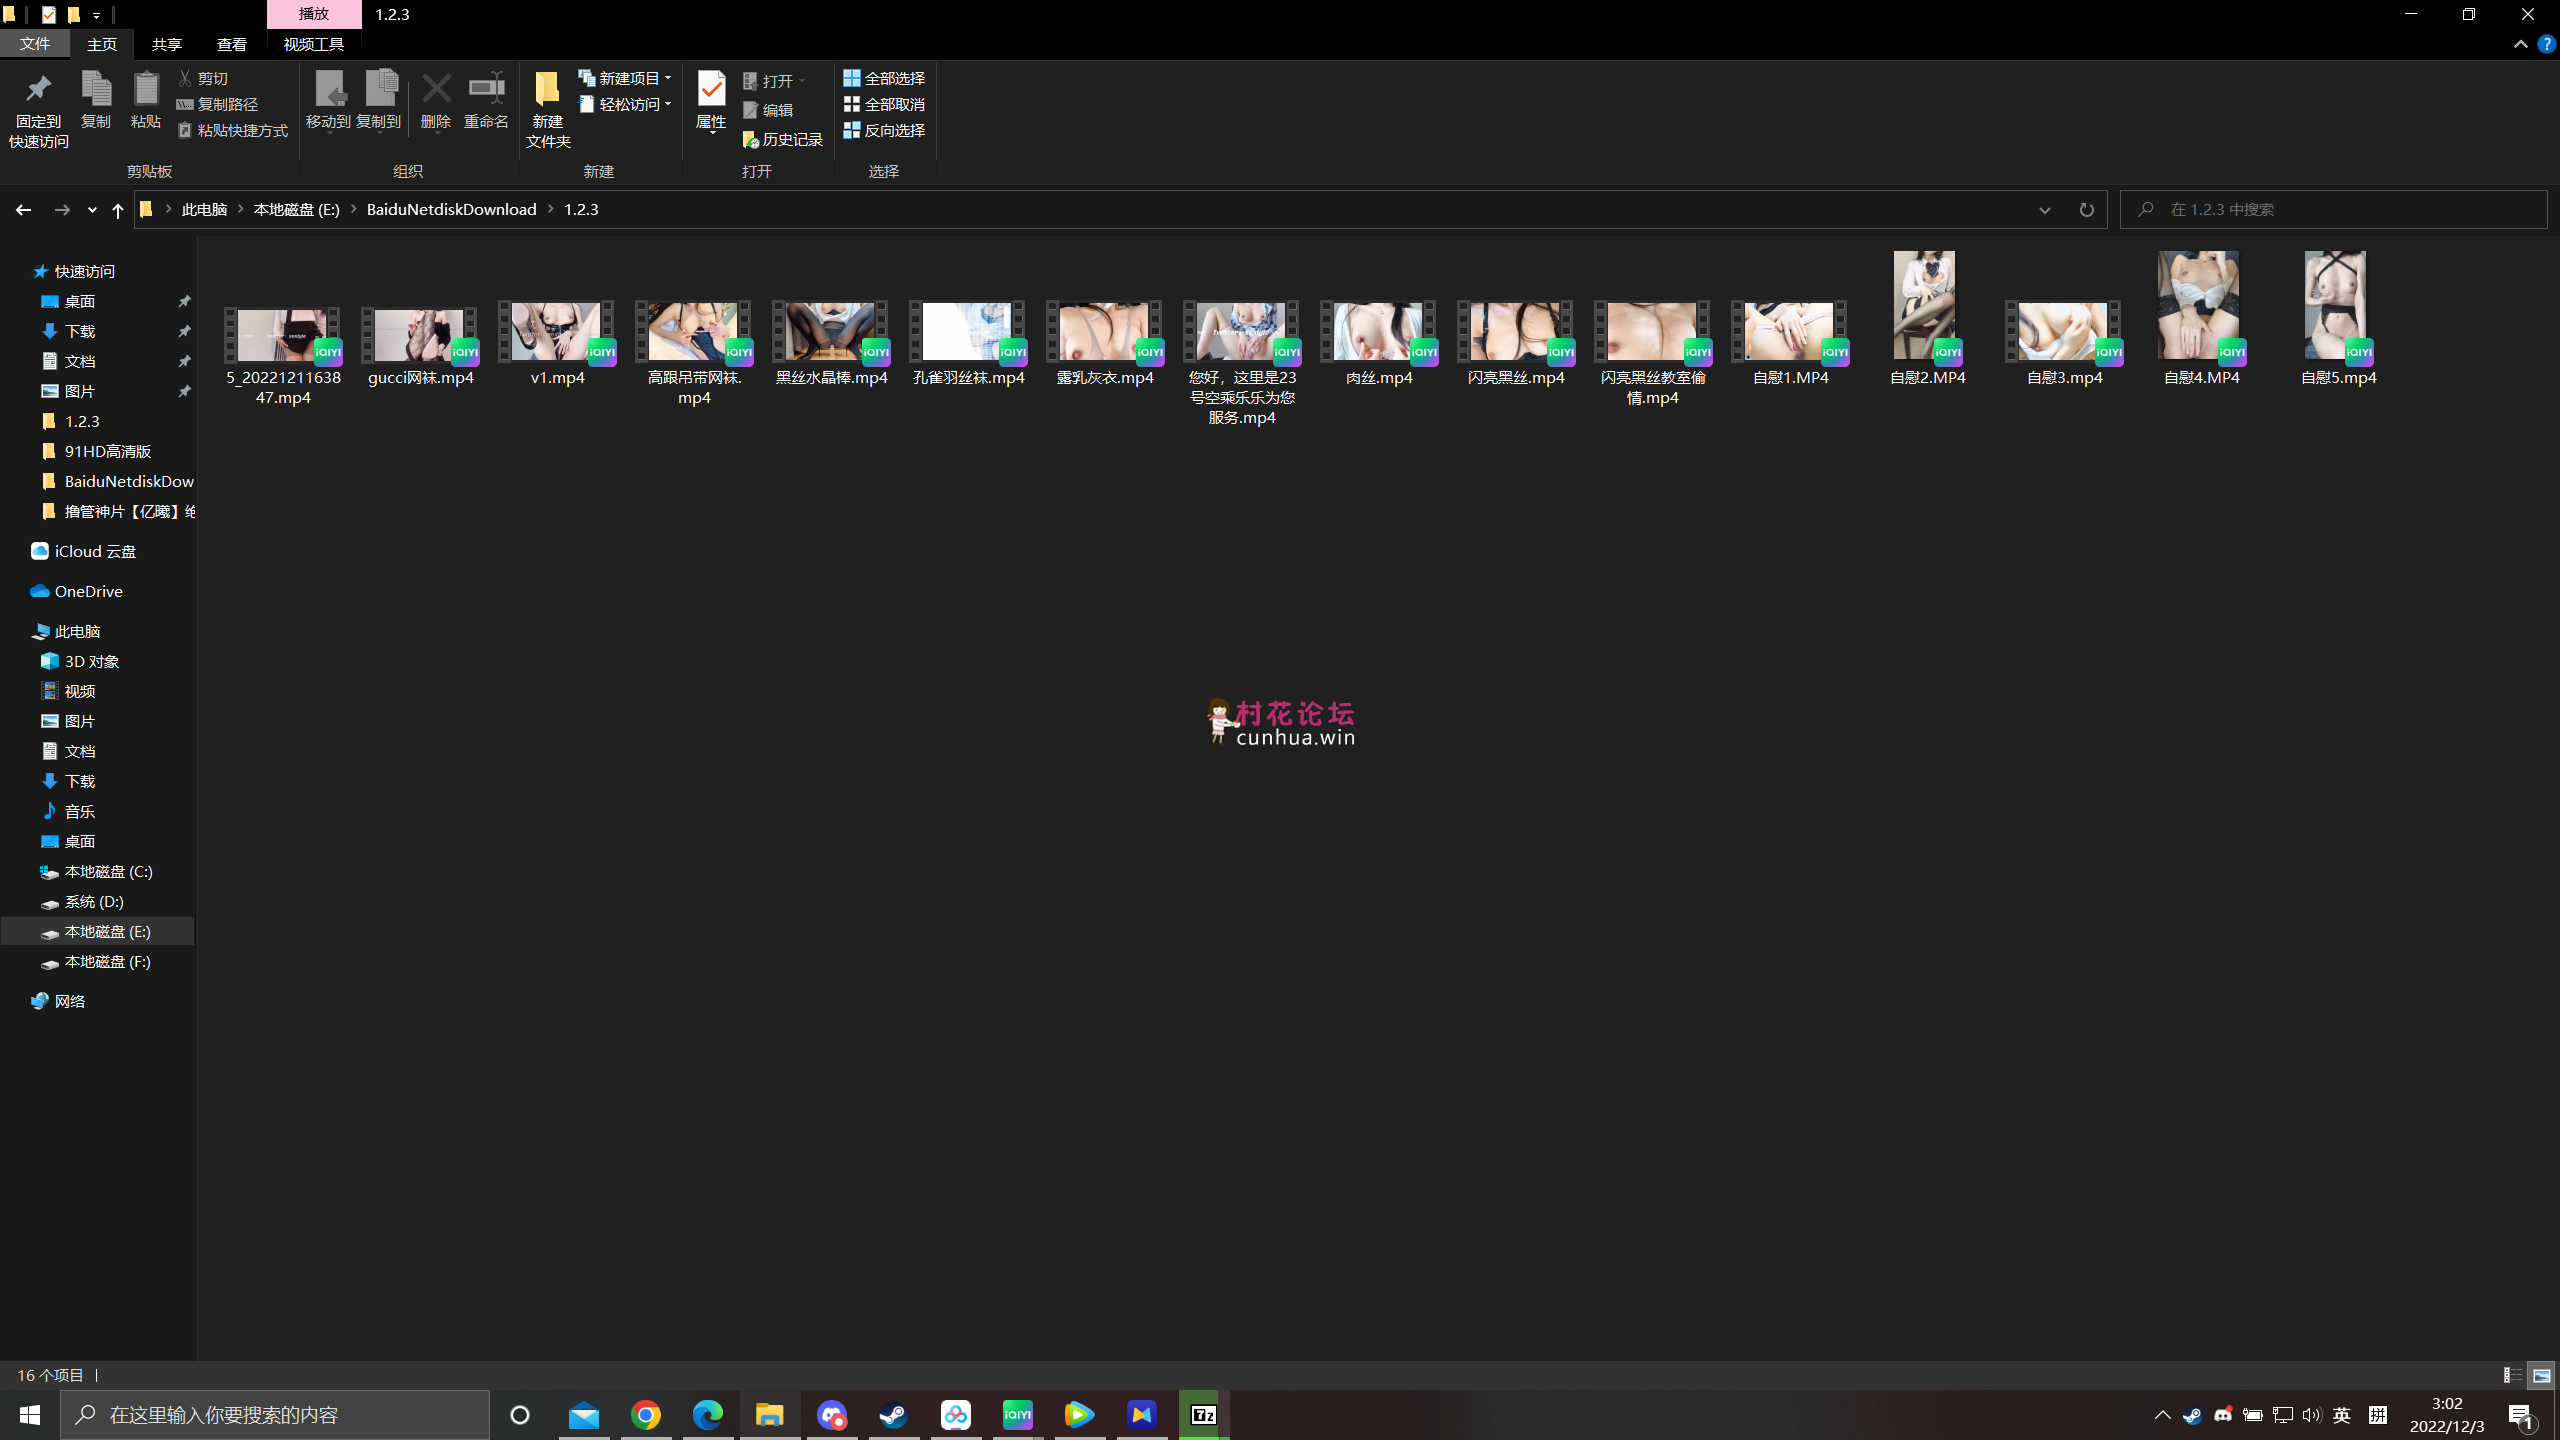 播放 1.2.3
文件 主页 共享 查看 视频工具
固定到
快速访问
复制
粘贴
剪切
复制路径
粘贴快捷方式
剪贴板
移动到 复制到 删除 重命名
组织
新建
文件夹
新建项目
轻松访问
新建
属性
打开
编辑
历史记录
打开
全部选择
全部取消
反向选择
选择
此电脑 本地磁盘 (E:) BaiduNetdiskDownload 1.2.3
在 1.2.3 中搜索
快速访问
桌面
下载
文档
图片
1.2.3
91HD高清版
BaiduNetdiskDow
撸管神片【亿曦】给
iCloud 云盘
OneDrive
此电脑
3D 对象
视频
图片
文档
下载
音乐
桌面
本地磁盘 (C:)
系统 (D:)
本地磁盘 (E:)
本地磁盘 (F:)
网络
5_20221211638
47.mp4
gucci网袜.mp4
v1.mp4
高跟吊带网袜.
mp4
黑丝水晶棒.mp4
孔雀羽丝袜.mp4
露乳灰衣.mp4
您好，这里是23
号空乘乐乐为您
服务.mp4
肉丝.mp4
闪亮黑丝.mp4
闪亮黑丝教室偷
情.mp4
自慰1.MP4
自慰2.MP4
自慰3.mp4
自慰4.MP4
自慰5.mp4
村花论坛
cunhua.win
16 个项目
在这里输入你要搜索的内容
iQIYI
7z
英
拼
3:02
2022/12/3
1